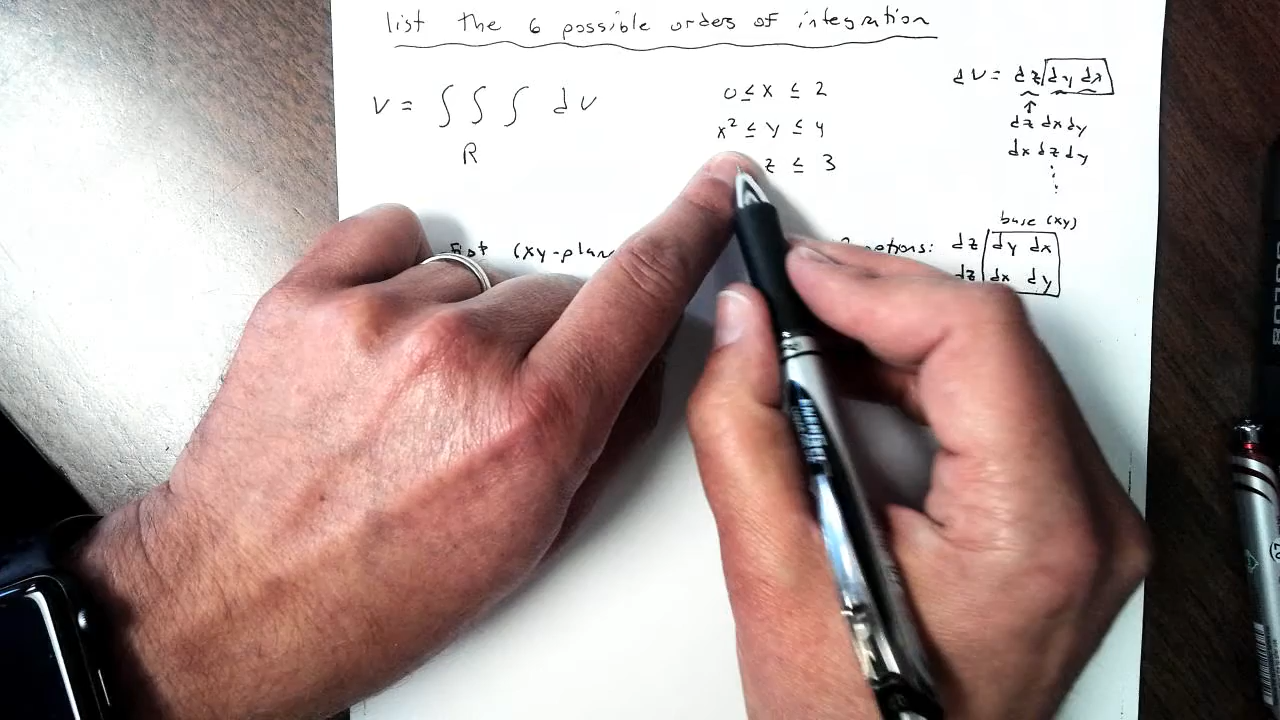 list the 6 possible orders of integration
V = ∫ ∫ ∫ dV
R
0 ≤ x ≤ 2
x² ≤ y ≤ 4
z ≤ 3
dV = dz dy dx
↑
dz dx dy
dx dz dy
⋮
base (xy)
(xy-plan
dz dy dx
dz dx dy